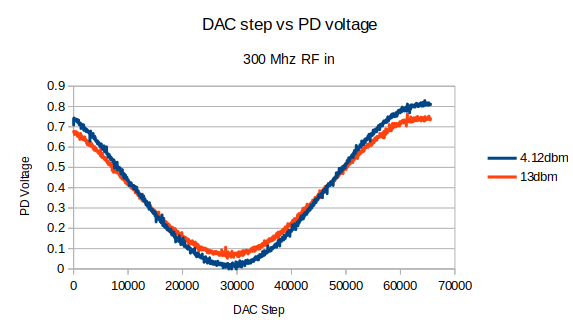 DAC step vs PD voltage
300 Mhz RF in
0.9
0.8
0.7
0.6
0.5
0.4
0.3
0.2
0.1
0
PD Voltage
0 10000 20000 30000 40000 50000 60000 70000
DAC Step
4.12dbm
13dbm